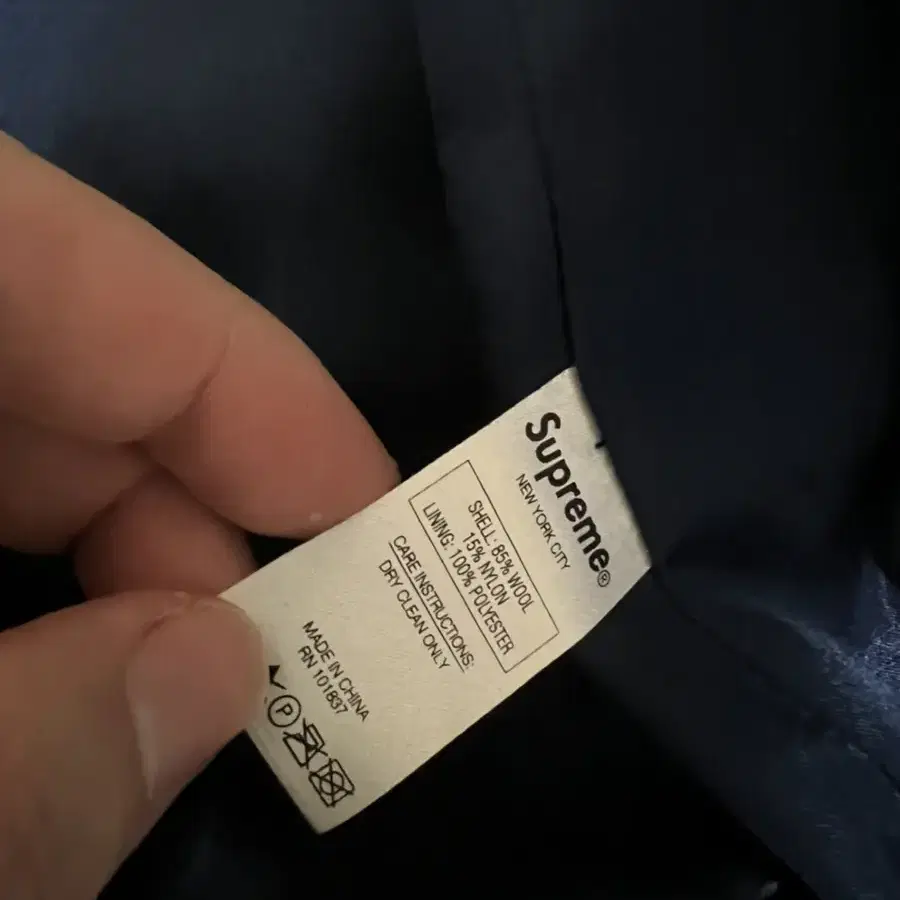 Supreme®
NEW YORK CITY
SHELL: 85% WOOL
15% NYLON
LINING: 100% POLYESTER
CARE INSTRUCTIONS:
DRY CLEAN ONLY
MADE IN CHINA
RN 101837
P